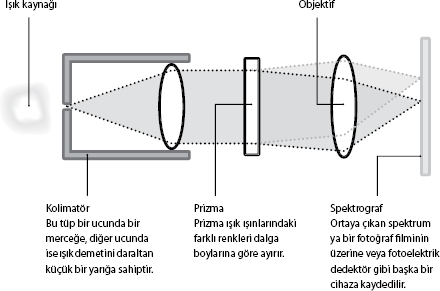 Işık kaynağı
Objektif
Kolimatör
Bu tüp bir ucunda bir
merceğe, diğer ucunda
ise ışık demetini daraltan
küçük bir yarığa sahiptir.
Prizma
Prizma ışık ışınlarındaki
farklı renkleri dalga
boylarına göre ayırır.
Spektrograf
Ortaya çıkan spektrum
ya bir fotoğraf filminin
üzerine veya fotoelektrik
dedektör gibi başka bir
cihaza kaydedilir.